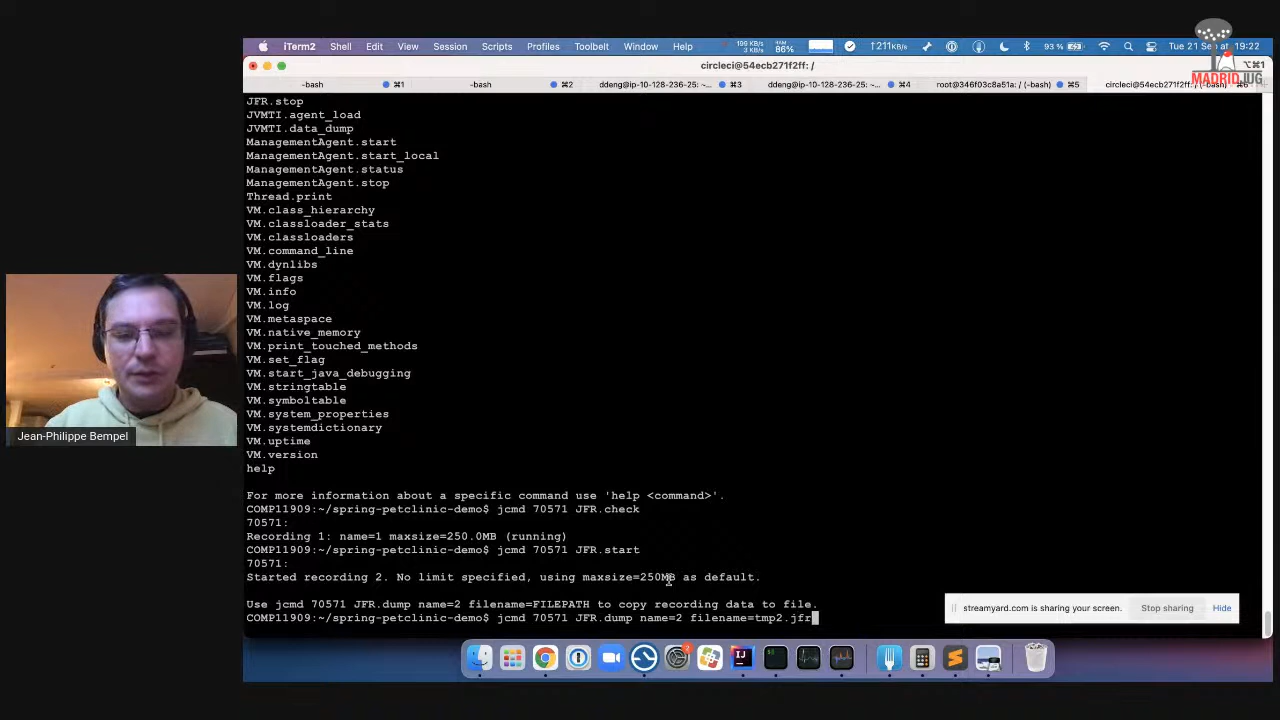 iTerm2 Shell Edit View Session Scripts Profiles Toolbelt Window Help 93 % Tue 21 Sep at 19:22
circleci@54ecb271f2ff: /
-bash ⌘1 -bash ⌘2 ddeng@ip-10-128-236-25: ~... ⌘3 ddeng@ip-10-128-236-25: ~... ⌘4 root@346f03c8a51a: / (-bash) ⌘5 circleci@54ecb271f2ff: / (-bash)
MADRIDJUG
JFR.stop
JVMTI.agent_load
JVMTI.data_dump
ManagementAgent.start
ManagementAgent.start_local
ManagementAgent.status
ManagementAgent.stop
Thread.print
VM.class_hierarchy
VM.classloader_stats
VM.classloaders
VM.command_line
VM.dynlibs
VM.flags
VM.info
VM.log
VM.metaspace
VM.native_memory
VM.print_touched_methods
VM.set_flag
VM.start_java_debugging
VM.stringtable
VM.symboltable
VM.system_properties
VM.systemdictionary
VM.uptime
VM.version
help
For more information about a specific command use 'help <command>'.
COMP11909:~/spring-petclinic-demo$ jcmd 70571 JFR.check
70571:
Recording 1: name=1 maxsize=250.0MB (running)
COMP11909:~/spring-petclinic-demo$ jcmd 70571 JFR.start
70571:
Started recording 2. No limit specified, using maxsize=250MB as default.
Use jcmd 70571 JFR.dump name=2 filename=FILEPATH to copy recording data to file.
COMP11909:~/spring-petclinic-demo$ jcmd 70571 JFR.dump name=2 filename=tmp2.jfr
Jean-Philippe Bempel
streamyard.com is sharing your screen. Stop sharing Hide